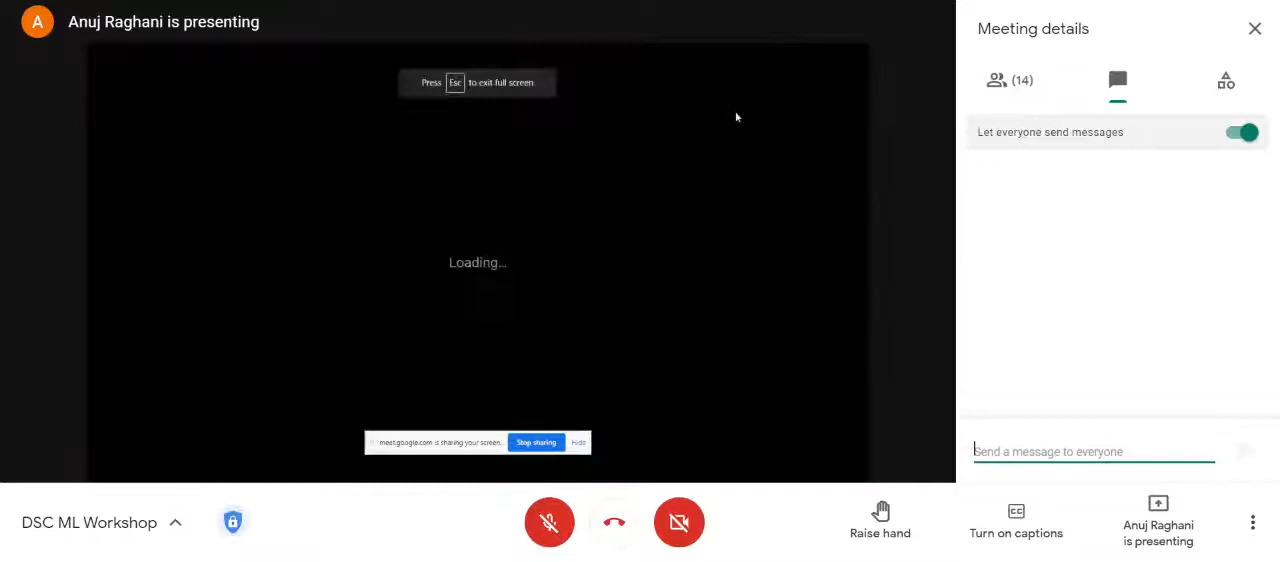 A
Anuj Raghani is presenting
Press Esc to exit full screen
Loading...
meet.google.com is sharing your screen. Stop sharing Hide
Meeting details
(14)
Let everyone send messages
Send a message to everyone
DSC ML Workshop
Raise hand
CC
Turn on captions
Anuj Raghani
is presenting